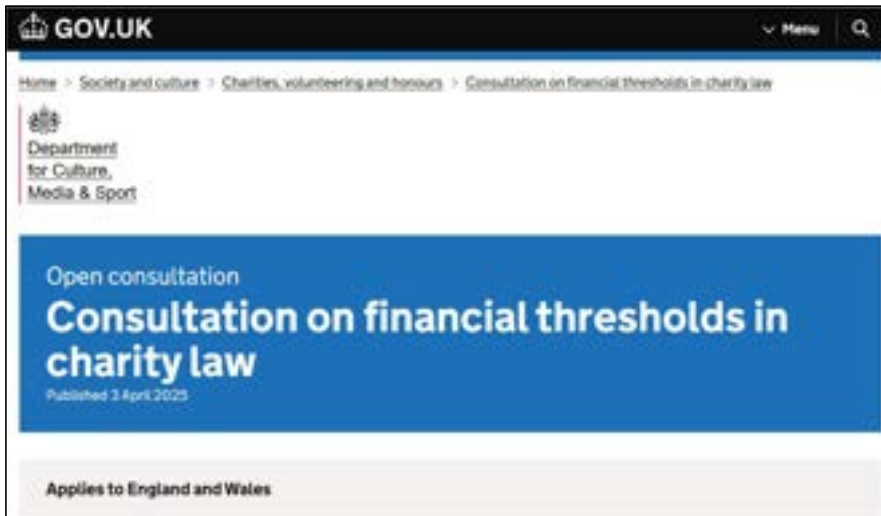 GOV.UK
Menu
Home > Society and culture > Charities, volunteering and honours > Consultation on financial thresholds in charity law
Department
for Culture,
Media & Sport
Open consultation
Consultation on financial thresholds in
charity law
Published 3 April 2025
Applies to England and Wales